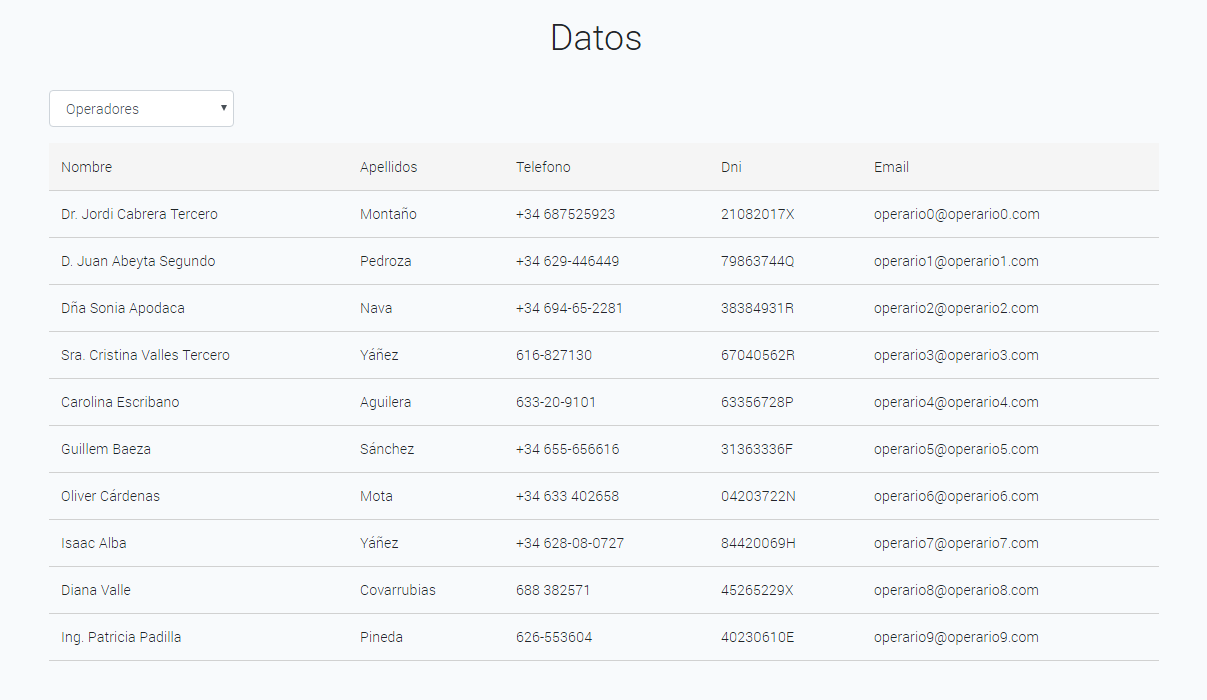 Datos
Operadores
Nombre Apellidos Telefono Dni Email
Dr. Jordi Cabrera Tercero Montaño +34 687525923 21082017X operario0@operario0.com
D. Juan Abeyta Segundo Pedroza +34 629-446449 79863744Q operario1@operario1.com
Dña Sonia Apodaca Nava +34 694-65-2281 38384931R operario2@operario2.com
Sra. Cristina Valles Tercero Yáñez 616-827130 67040562R operario3@operario3.com
Carolina Escribano Aguilera 633-20-9101 63356728P operario4@operario4.com
Guillem Baeza Sánchez +34 655-656616 31363336F operario5@operario5.com
Oliver Cárdenas Mota +34 633 402658 04203722N operario6@operario6.com
Isaac Alba Yáñez +34 628-08-0727 84420069H operario7@operario7.com
Diana Valle Covarrubias 688 382571 45265229X operario8@operario8.com
Ing. Patricia Padilla Pineda 626-553604 40230610E operario9@operario9.com